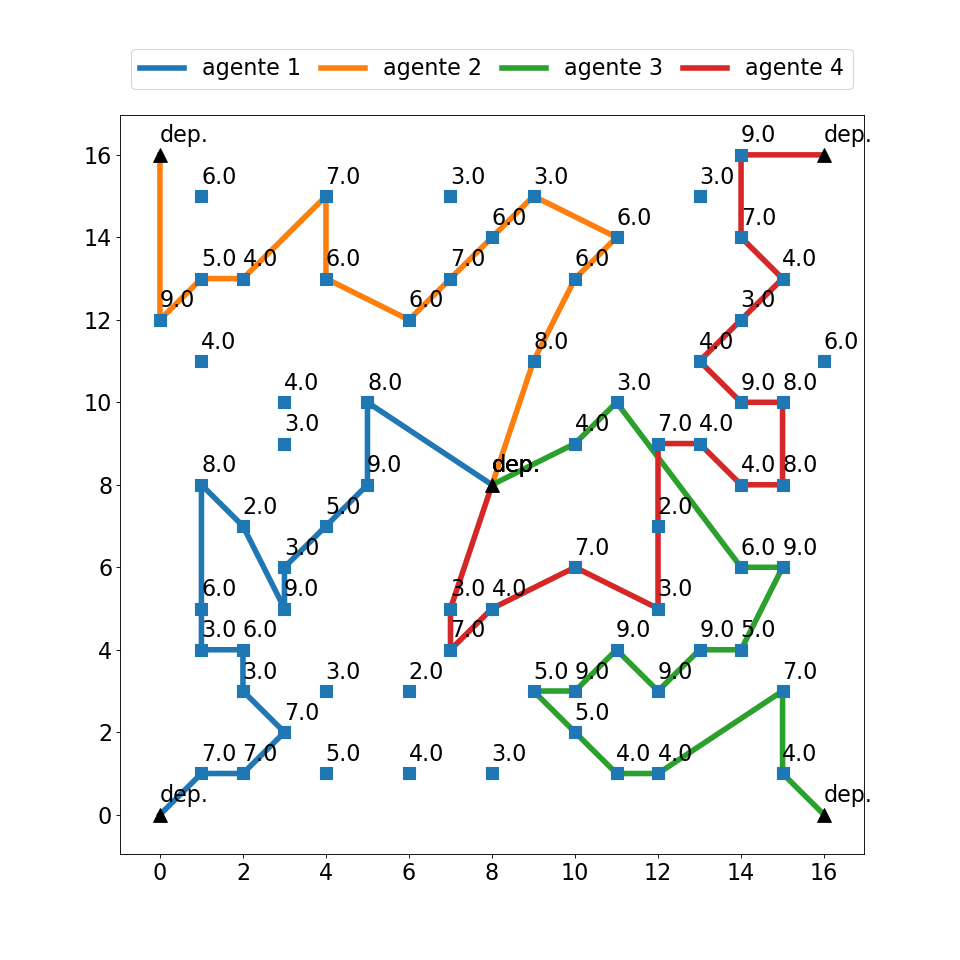 agente 1 agente 2 agente 3 agente 4
9.0
dep. dep.
16
6.0 7.0 3.0 3.0 3.0
6.0 6.0 7.0
14
5.0 4.0 6.0 7.0 6.0 4.0
9.0 6.0 3.0
12
4.0 8.0 4.0 6.0
4.0 8.0 3.0 9.0 8.0
10
3.0 4.0 7.0 4.0
8.0 9.0 dep. 4.0 8.0
8
2.0 5.0 2.0
3.0 7.0 6.0 9.0
6
6.0 9.0 3.0 4.0 3.0
3.0 6.0 7.0 9.0 9.0 5.0
4
3.0 3.0 2.0 5.0 9.0 9.0 7.0
7.0 5.0
2
7.0 7.0 5.0 4.0 3.0 4.0 4.0 4.0
dep. dep.
0
0 2 4 6 8 10 12 14 16